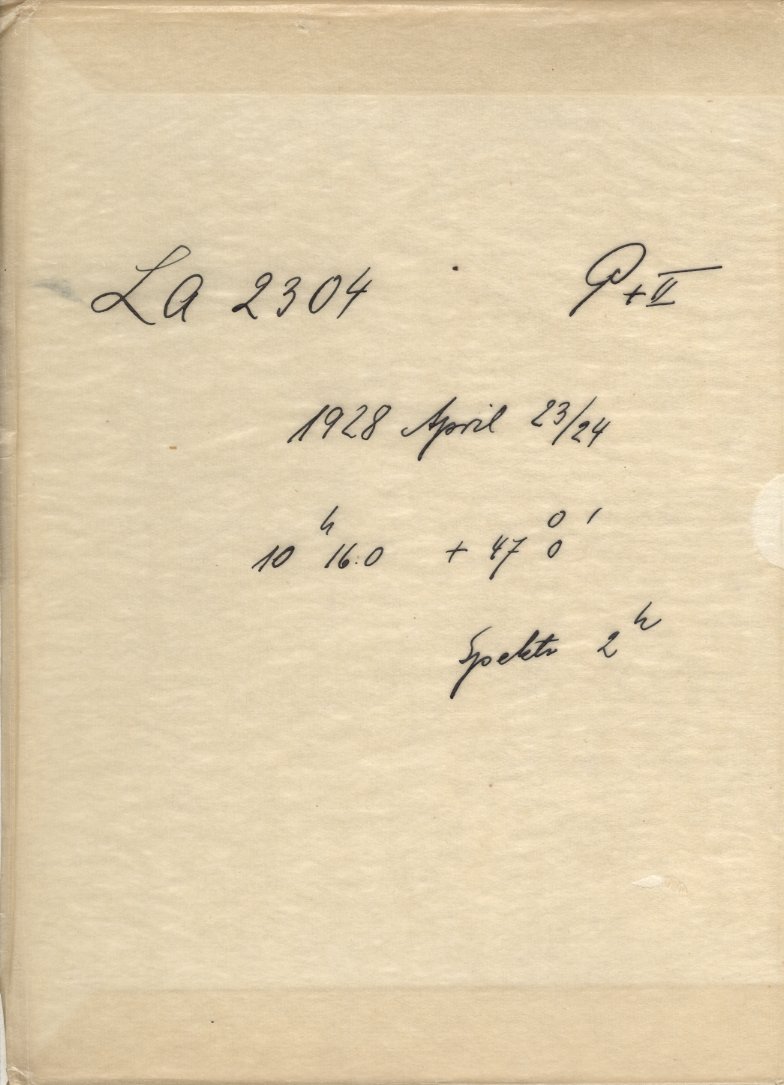 LA 2304 P+II
1928 April 23/24
10ʰ 16.0 + 47° 0′
Spektr 2ʰ